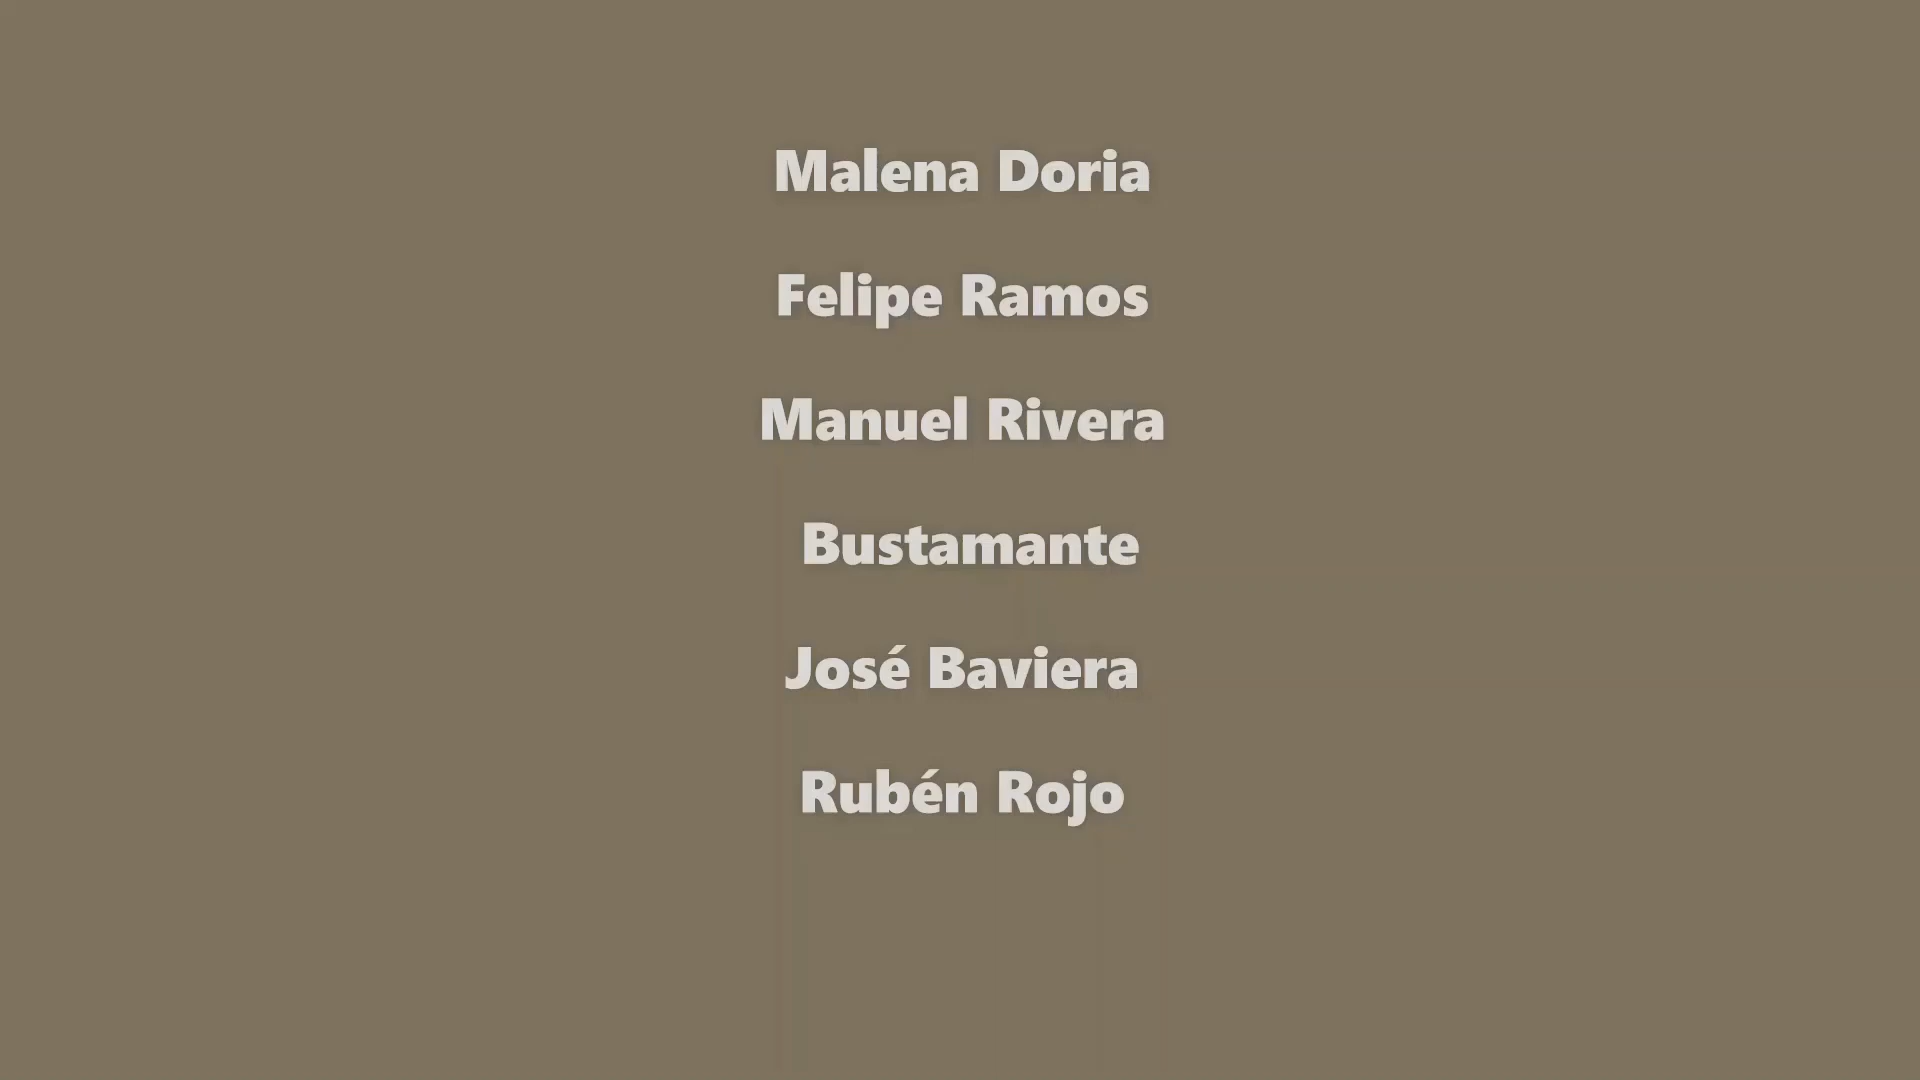 Malena Doria
Felipe Ramos
Manuel Rivera
Bustamante
José Baviera
Rubén Rojo